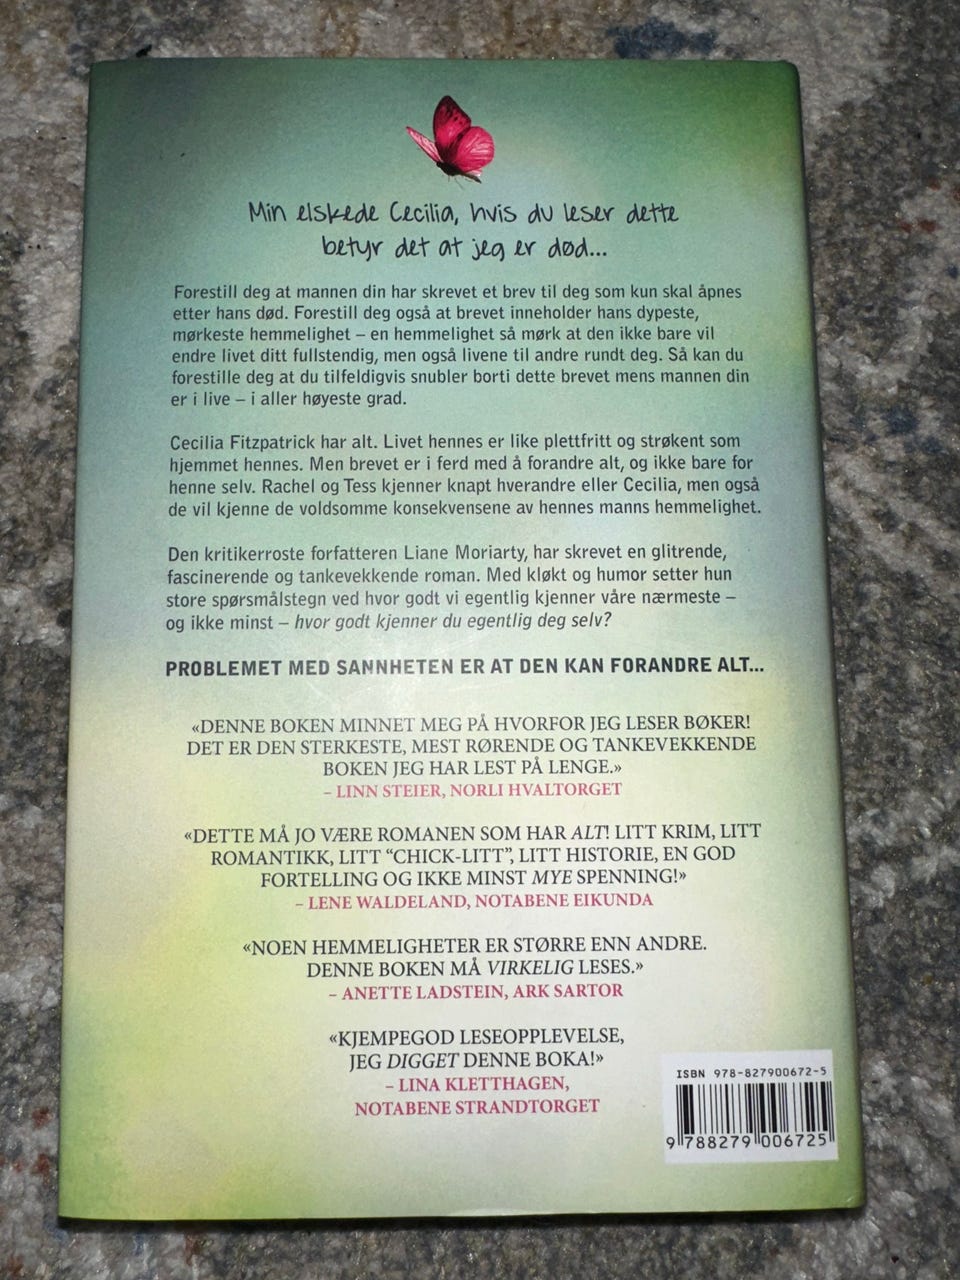 Min elskede Cecilia, hvis du leser dette
betyr det at jeg er død...
Forestill deg at mannen din har skrevet et brev til deg som kun skal åpnes
etter hans død. Forestill deg også at brevet inneholder hans dypeste,
mørkeste hemmelighet – en hemmelighet så mørk at den ikke bare vil
endre livet ditt fullstendig, men også livene til andre rundt deg. Så kan du
forestille deg at du tilfeldigvis snubler borti dette brevet mens mannen din
er i live – i aller høyeste grad.
Cecilia Fitzpatrick har alt. Livet hennes er like plettfritt og strøkent som
hjemmet hennes. Men brevet er i ferd med å forandre alt, og ikke bare for
henne selv. Rachel og Tess kjenner knapt hverandre eller Cecilia, men også
de vil kjenne de voldsomme konsekvensene av hennes manns hemmelighet.
Den kritikerroste forfatteren Liane Moriarty, har skrevet en glitrende,
fascinerende og tankevekkende roman. Med kløkt og humor setter hun
store spørsmålstegn ved hvor godt vi egentlig kjenner våre nærmeste –
og ikke minst – hvor godt kjenner du egentlig deg selv?
PROBLEMET MED SANNHETEN ER AT DEN KAN FORANDRE ALT...
«DENNE BOKEN MINNET MEG PÅ HVORFOR JEG LESER BØKER!
DET ER DEN STERKESTE, MEST RØRENDE OG TANKEVEKKENDE
BOKEN JEG HAR LEST PÅ LENGE.»
– LINN STEIER, NORLI HVALTORGET
«DETTE MÅ JO VÆRE ROMANEN SOM HAR ALT! LITT KRIM, LITT
ROMANTIKK, LITT “CHICK-LITT”, LITT HISTORIE, EN GOD
FORTELLING OG IKKE MINST MYE SPENNING!»
– LENE WALDELAND, NOTABENE EIKUNDA
«NOEN HEMMELIGHETER ER STØRRE ENN ANDRE.
DENNE BOKEN MÅ VIRKELIG LESES.»
– ANETTE LADSTEIN, ARK SARTOR
«KJEMPEGOD LESEOPPLEVELSE,
JEG DIGGET DENNE BOKA!»
– LINA KLETTHAGEN,
NOTABENE STRANDTORGET
ISBN 978-827900672-5
9 788279 006725